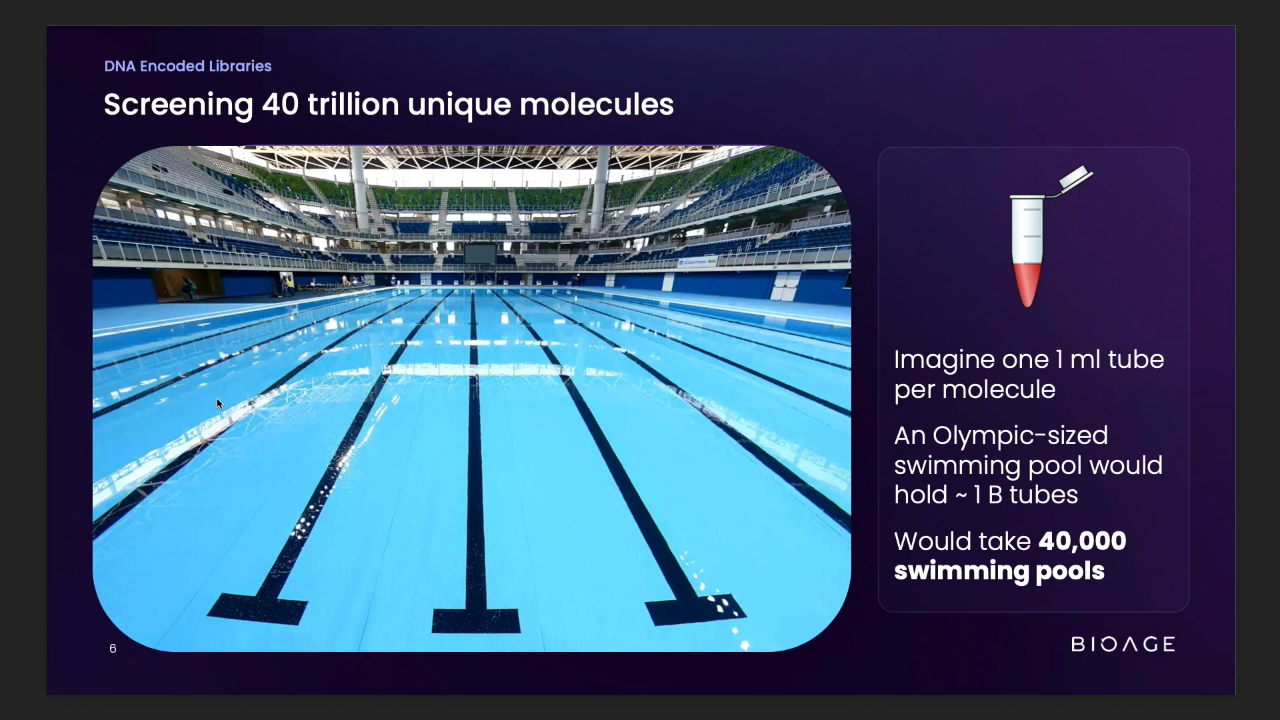 DNA Encoded Libraries
Screening 40 trillion unique molecules
Imagine one 1 ml tube
per molecule
An Olympic-sized
swimming pool would
hold ~ 1 B tubes
Would take 40,000
swimming pools
6
BIOAGE